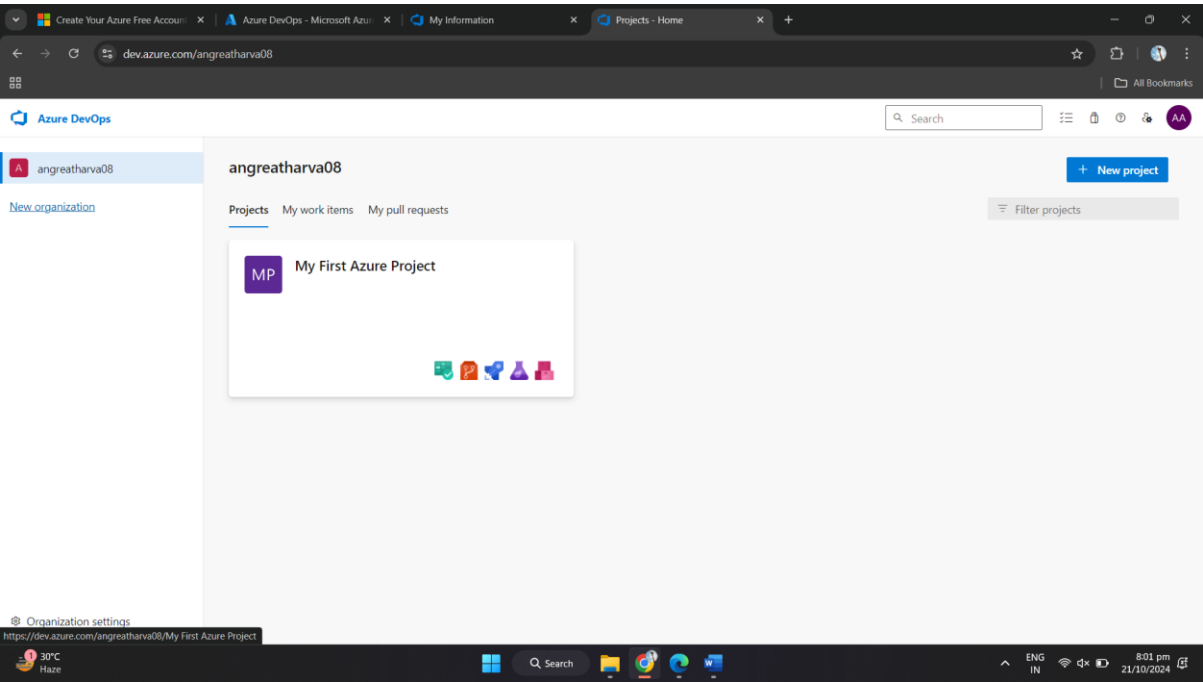 Create Your Azure Free Account
Azure DevOps - Microsoft Azur
My Information
Projects - Home
dev.azure.com/angreatharva08
All Bookmarks
Azure DevOps
Search
AA
A angreatharva08
New organization
angreatharva08
+ New project
Projects My work items My pull requests
Filter projects
MP My First Azure Project
Organization settings
https://dev.azure.com/angreatharva08/My First Azure Project
1
30°C
Haze
Search
ENG
IN
8:01 pm
21/10/2024